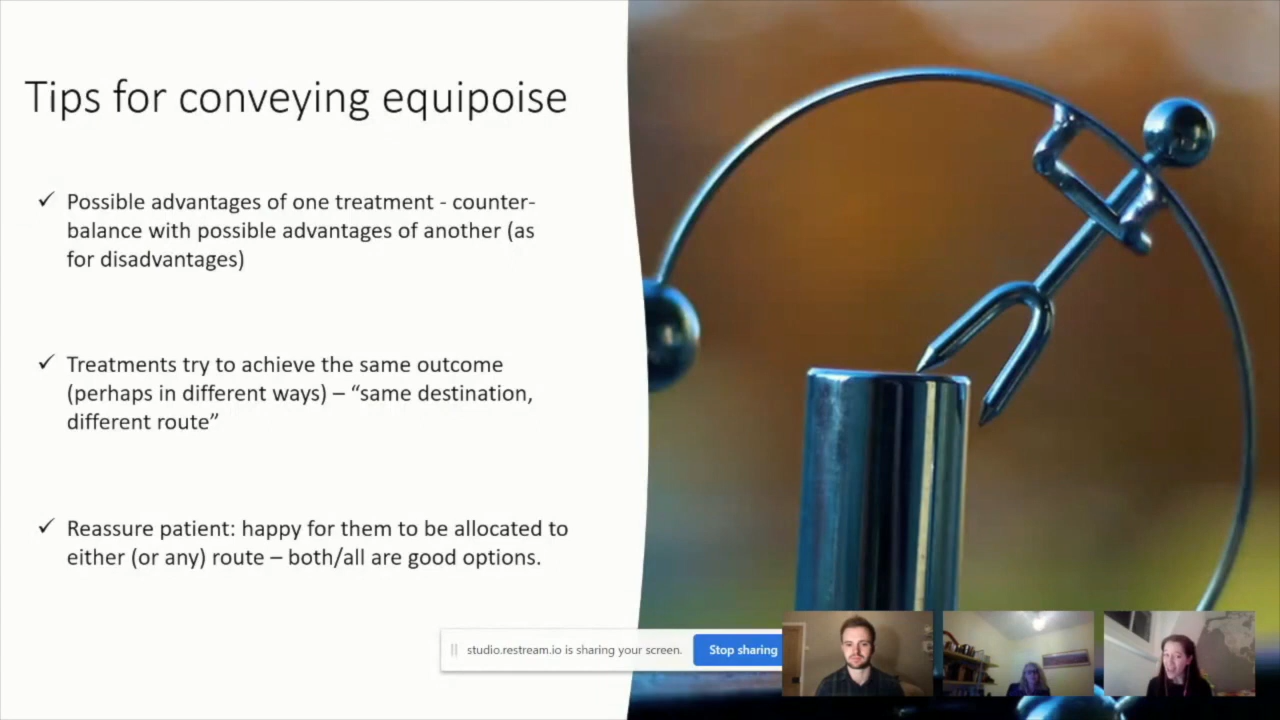 Tips for conveying equipoise
✓ Possible advantages of one treatment - counter-
balance with possible advantages of another (as
for disadvantages)
✓ Treatments try to achieve the same outcome
(perhaps in different ways) – “same destination,
different route”
✓ Reassure patient: happy for them to be allocated to
either (or any) route – both/all are good options.
studio.restream.io is sharing your screen. Stop sharing